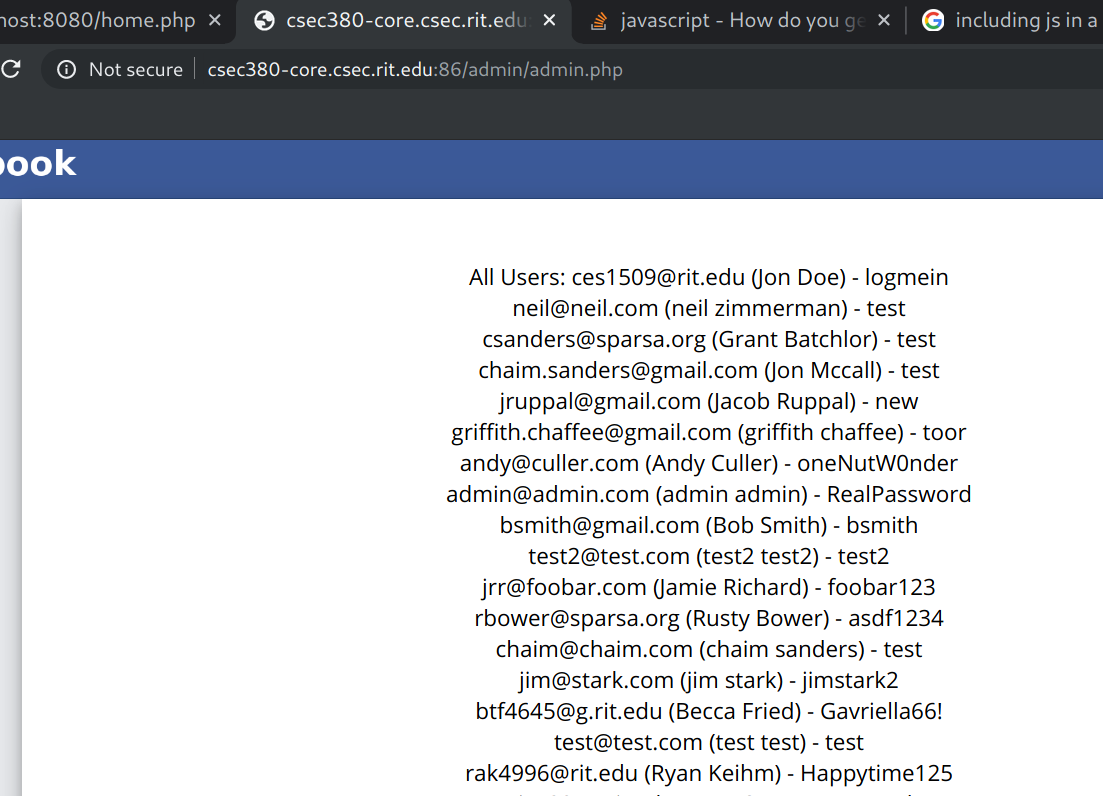 host:8080/home.php csec380-core.csec.rit.edu: javascript - How do you ge including js in a
Not secure csec380-core.csec.rit.edu:86/admin/admin.php
book
All Users: ces1509@rit.edu (Jon Doe) - logmein
neil@neil.com (neil zimmerman) - test
csanders@sparsa.org (Grant Batchlor) - test
chaim.sanders@gmail.com (Jon Mccall) - test
jruppal@gmail.com (Jacob Ruppal) - new
griffith.chaffee@gmail.com (griffith chaffee) - toor
andy@culler.com (Andy Culler) - oneNutW0nder
admin@admin.com (admin admin) - RealPassword
bsmith@gmail.com (Bob Smith) - bsmith
test2@test.com (test2 test2) - test2
jrr@foobar.com (Jamie Richard) - foobar123
rbower@sparsa.org (Rusty Bower) - asdf1234
chaim@chaim.com (chaim sanders) - test
jim@stark.com (jim stark) - jimstark2
btf4645@g.rit.edu (Becca Fried) - Gavriella66!
test@test.com (test test) - test
rak4996@rit.edu (Ryan Keihm) - Happytime125